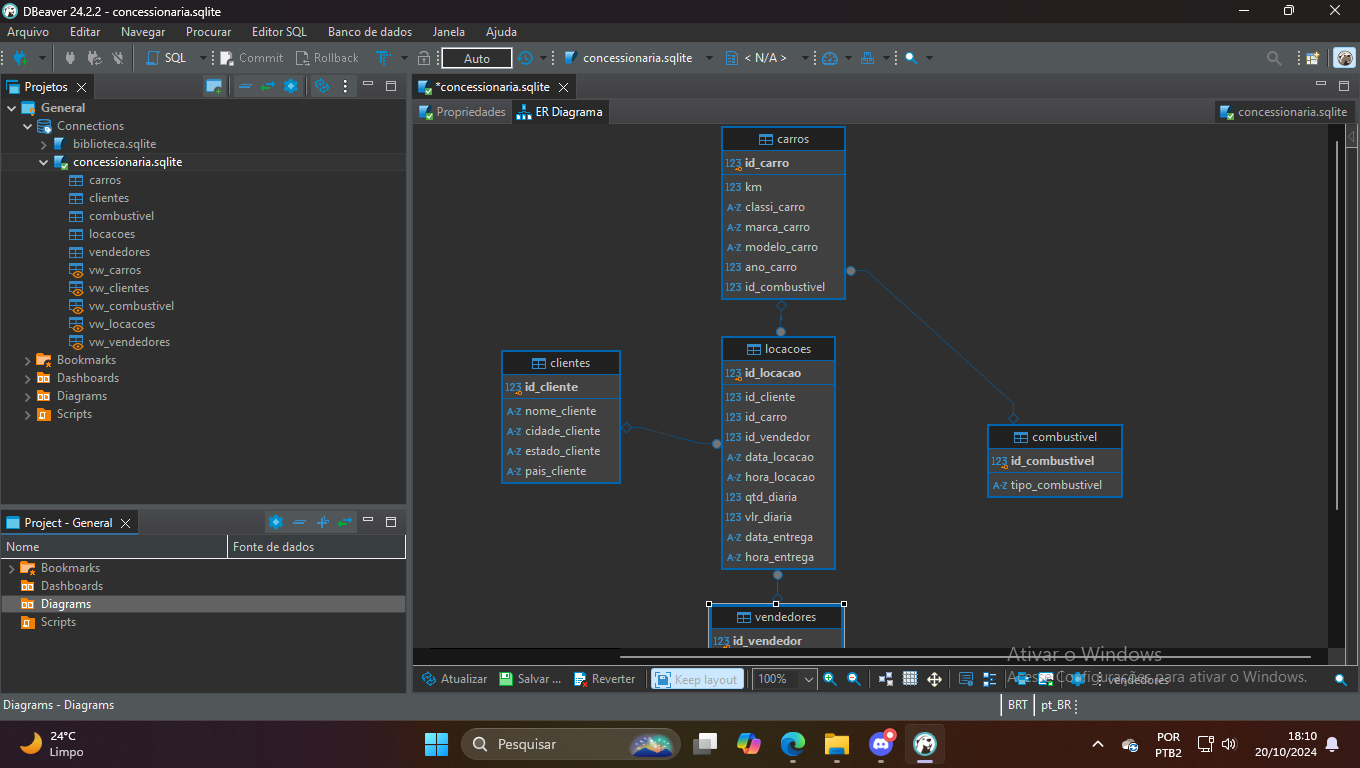 DBeaver 24.2.2 - concessionaria.sqlite
Arquivo Editar Navegar Procurar Editor SQL Banco de dados Janela Ajuda
SQL Commit Rollback Auto concessionaria.sqlite < N/A >
Projetos
General
Connections
biblioteca.sqlite
concessionaria.sqlite
carros
clientes
combustivel
locacoes
vendedores
vw_carros
vw_clientes
vw_combustivel
vw_locacoes
vw_vendedores
Bookmarks
Dashboards
Diagrams
Scripts
Project - General
Nome Fonte de dados
Bookmarks
Dashboards
Diagrams
Scripts
*concessionaria.sqlite
Propriedades ER Diagrama concessionaria.sqlite
carros
123 id_carro
123 km
A-Z classi_carro
A-Z marca_carro
A-Z modelo_carro
123 ano_carro
123 id_combustivel
clientes
123 id_cliente
A-Z nome_cliente
A-Z cidade_cliente
A-Z estado_cliente
A-Z pais_cliente
locacoes
123 id_locacao
123 id_cliente
123 id_carro
123 id_vendedor
A-Z data_locacao
A-Z hora_locacao
123 qtd_diaria
123 vlr_diaria
A-Z data_entrega
A-Z hora_entrega
combustivel
123 id_combustivel
A-Z tipo_combustivel
vendedores
123 id_vendedor
Ativar o Windows
Acesse Configurações para ativar o Windows.
Atualizar Salvar ... Reverter Keep layout 100% vendedores
Diagrams - Diagrams BRT pt_BR
24°C
Limpo
Pesquisar
POR
PTB2
18:10
20/10/2024